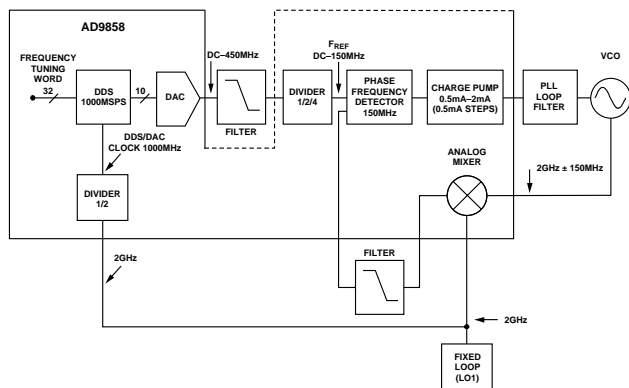 AD9858
FREQUENCY
TUNING
WORD
32
DDS
1000MSPS
10
DAC
DC–450MHz
FILTER
DIVIDER
1/2/4
FREF
DC–150MHz
PHASE
FREQUENCY
DETECTOR
150MHz
CHARGE PUMP
0.5mA–2mA
(0.5mA STEPS)
PLL
LOOP
FILTER
VCO
DDS/DAC
CLOCK 1000MHz
DIVIDER
1/2
ANALOG
MIXER
2GHz ± 150MHz
2GHz
FILTER
2GHz
FIXED
LOOP
(LO1)